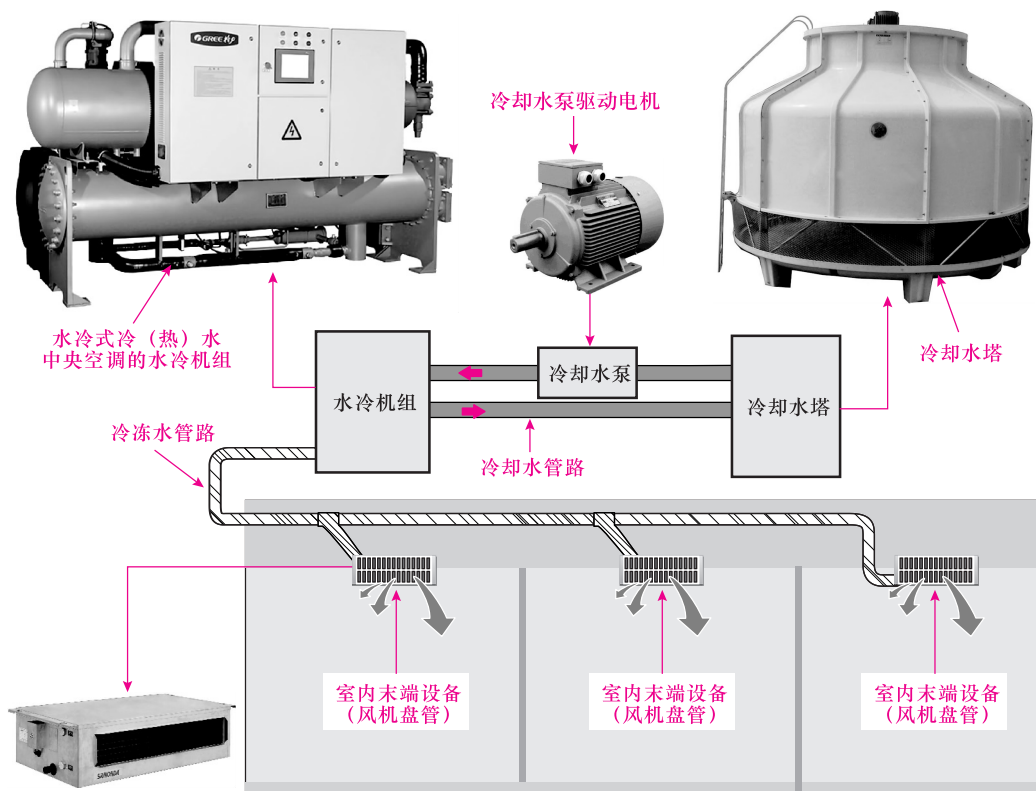 GREE 格力
冷却水泵驱动电机
水冷式冷（热）水
中央空调的水冷机组
冷却水塔
冷却水泵
水冷机组
冷却水塔
冷冻水管路
冷却水管路
室内末端设备
（风机盘管）
室内末端设备
（风机盘管）
室内末端设备
（风机盘管）